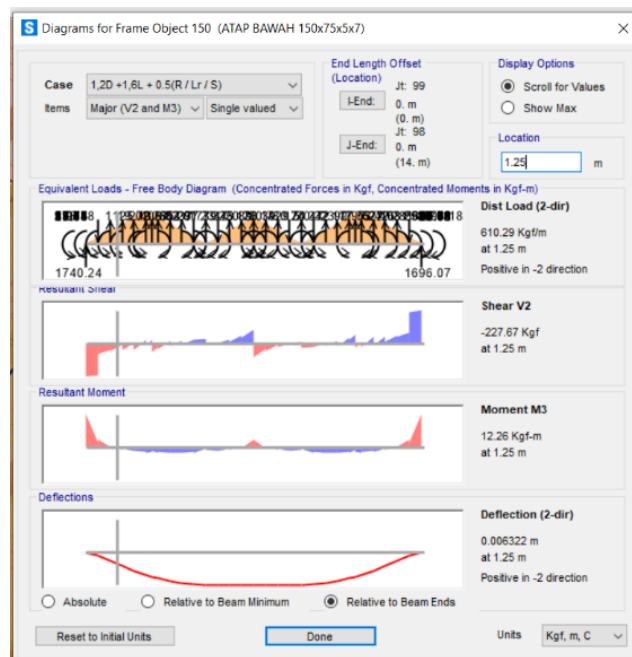 Diagrams for Frame Object 150 (ATAP BAWAH 150x75x5x7)
Case
1,2D +1,6L + 0.5(R / Lr / S)
Items
Major (V2 and M3)
Single valued
End Length Offset
(Location)
I-End:
Jt: 99
0. m
(0. m)
J-End:
Jt: 98
0. m
(14. m)
Display Options
Scroll for Values
Show Max
Location
1.25
m
Equivalent Loads - Free Body Diagram (Concentrated Forces in Kgf, Concentrated Moments in Kgf-m)
1740.24
1696.07
Dist Load (2-dir)
610.29 Kgf/m
at 1.25 m
Positive in -2 direction
Resultant Shear
Shear V2
-227.67 Kgf
at 1.25 m
Resultant Moment
Moment M3
12.26 Kgf-m
at 1.25 m
Deflections
Deflection (2-dir)
0.006322 m
at 1.25 m
Positive in -2 direction
Absolute
Relative to Beam Minimum
Relative to Beam Ends
Reset to Initial Units
Done
Units
Kgf, m, C